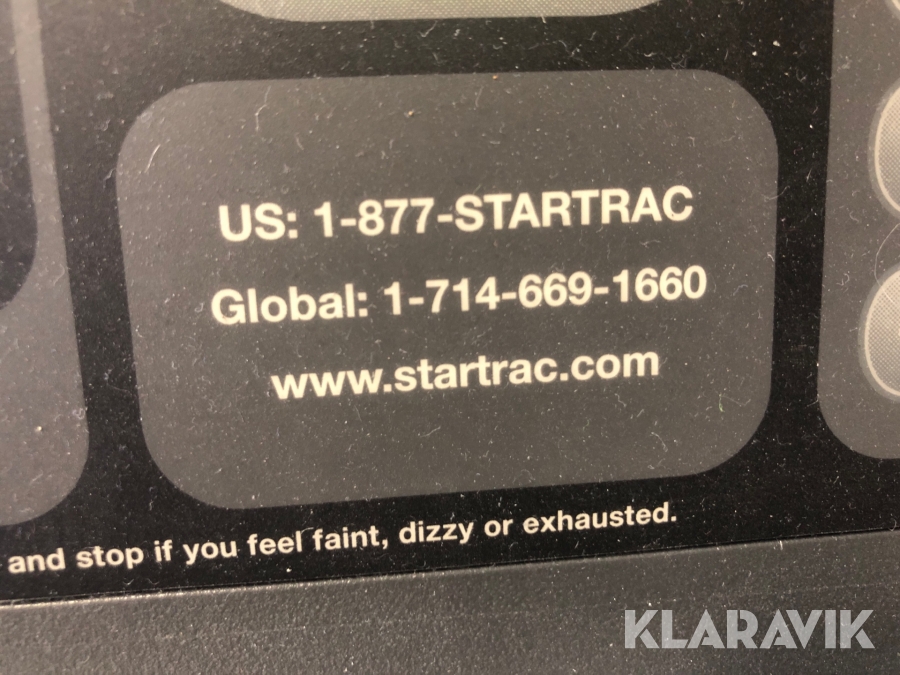 US: 1-877-STARTRAC
Global: 1-714-669-1660
www.startrac.com
and stop if you feel faint, dizzy or exhausted.
KLARAVIK